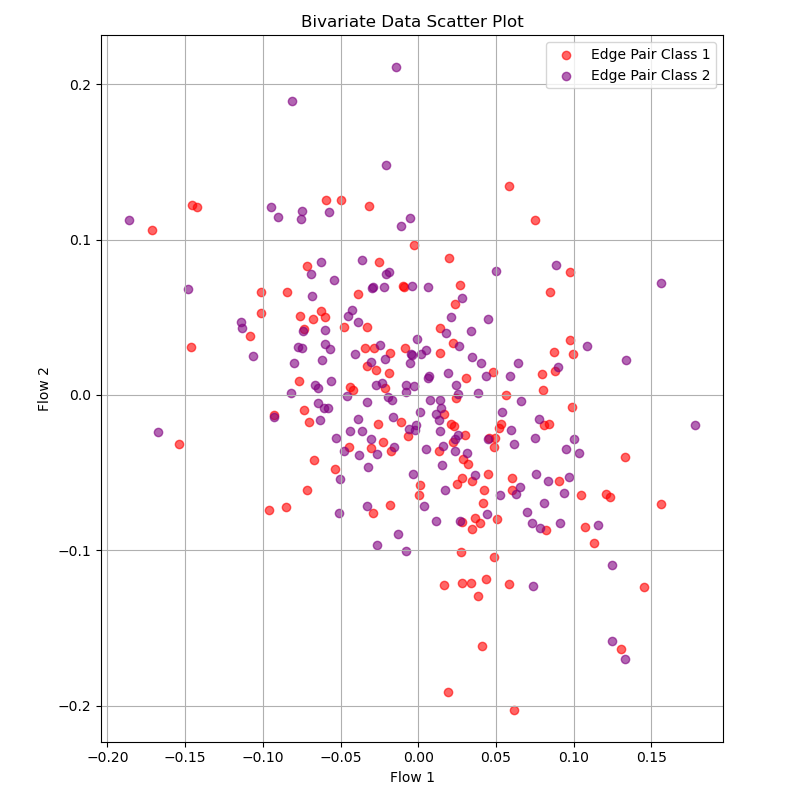 Bivariate Data Scatter Plot
Edge Pair Class 1
Edge Pair Class 2
0.2
0.1
0.0
−0.1
−0.2
Flow 2
−0.20 −0.15 −0.10 −0.05 0.00 0.05 0.10 0.15
Flow 1